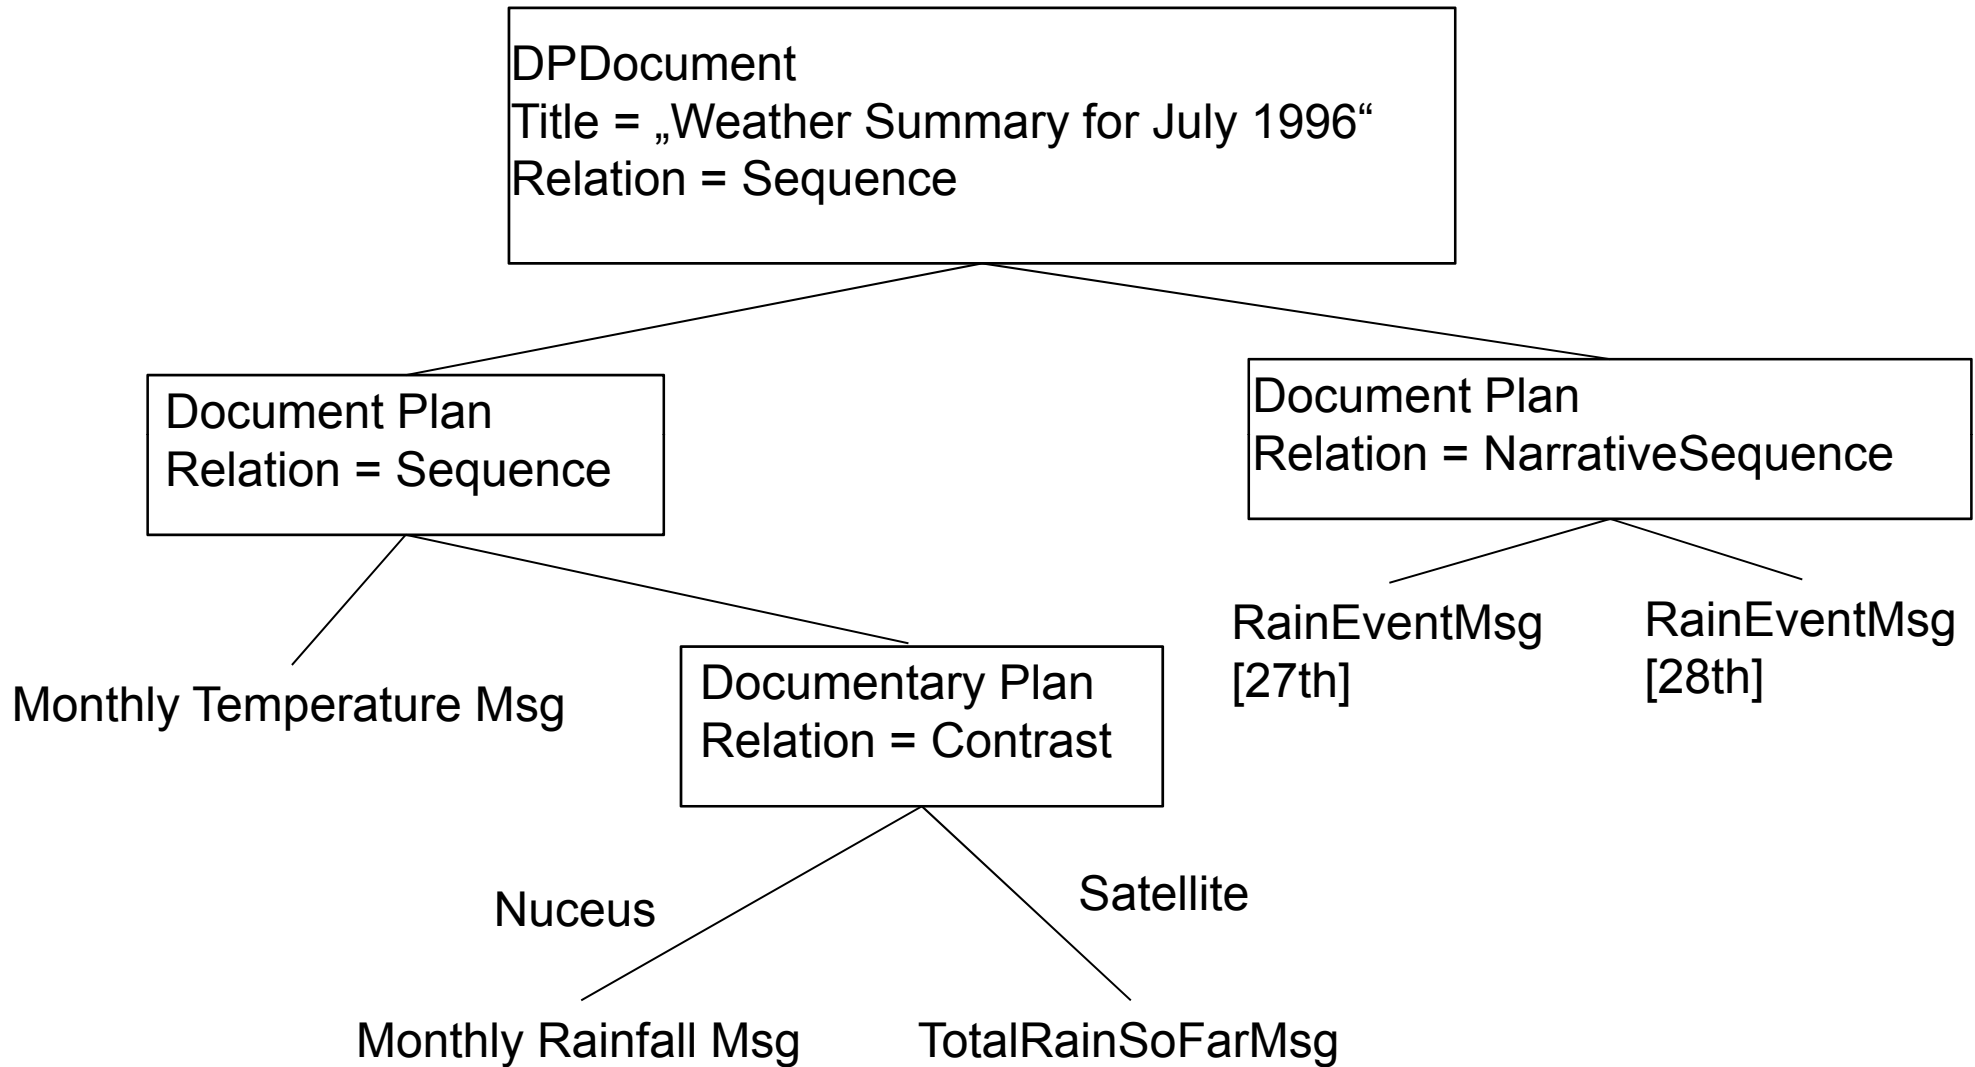 DPDocument
Title = „Weather Summary for July 1996“
Relation = Sequence
Document Plan
Relation = Sequence
Document Plan
Relation = NarrativeSequence
Monthly Temperature Msg
Documentary Plan
Relation = Contrast
RainEventMsg
[27th]
RainEventMsg
[28th]
Nuceus
Satellite
Monthly Rainfall Msg
TotalRainSoFarMsg